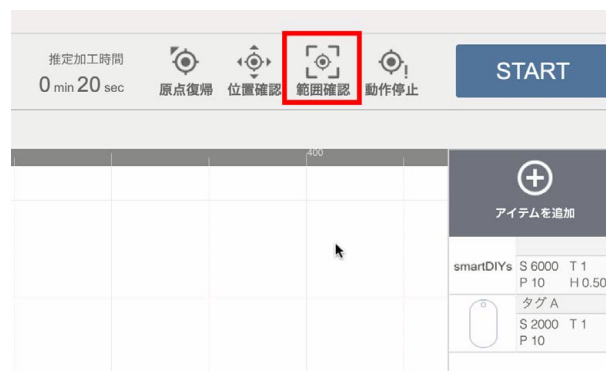 推定加工時間
0 min 20 sec
原点復帰
位置確認
範囲確認
動作停止
START
400
アイテムを追加
smartDIYs
S 6000 T 1
P 10 H 0.50
タグ A
S 2000 T 1
P 10